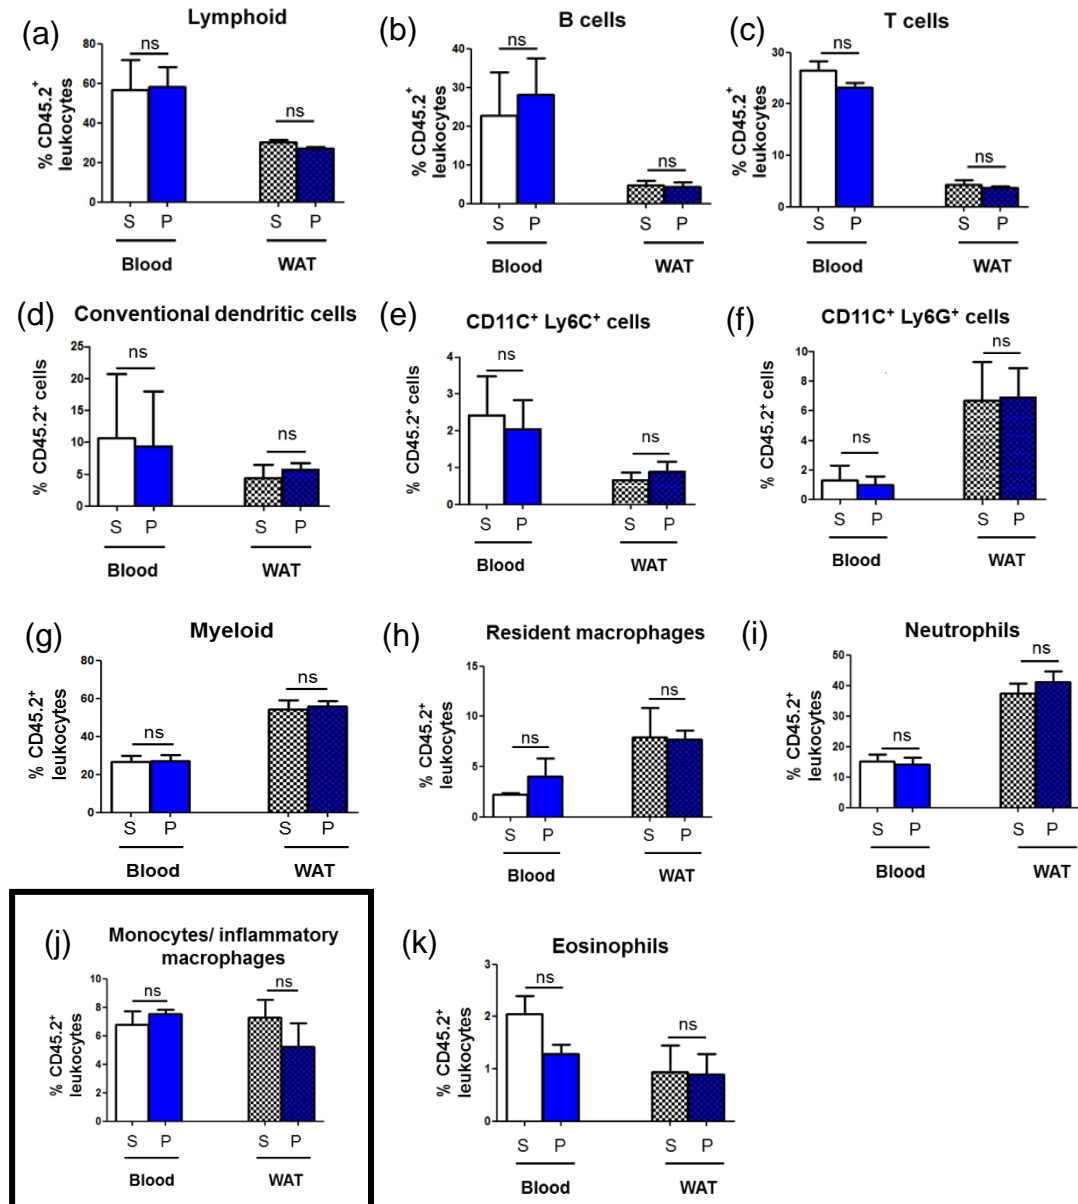 (a)
Lymphoid
% CD45.2+
leukocytes
80
60
40
20
0
ns
ns
S P S P
Blood WAT
(b)
B cells
% CD45.2+
leukocytes
40
30
20
10
0
ns
ns
S P S P
Blood WAT
(c)
T cells
% CD45.2+
leukocytes
30
20
10
0
ns
ns
S P S P
Blood WAT
(d)
Conventional dendritic cells
% CD45.2+ cells
25
20
15
10
5
0
ns
ns
S P S P
Blood WAT
(e)
CD11C+ Ly6C+ cells
% CD45.2+ cells
4
3
2
1
0
ns
ns
S P S P
Blood WAT
(f)
CD11C+ Ly6G+ cells
% CD45.2+ cells
10
8
6
4
2
0
ns
ns
S P S P
Blood WAT
(g)
Myeloid
% CD45.2+
leukocytes
80
60
40
20
0
ns
ns
S P S P
Blood WAT
(h)
Resident macrophages
% CD45.2+
leukocytes
15
10
5
0
ns
ns
S P S P
Blood WAT
(i)
Neutrophils
% CD45.2+
leukocytes
50
40
30
20
10
0
ns
ns
S P S P
Blood WAT
(j)
Monocytes/ inflammatory
macrophages
% CD45.2+
leukocytes
10
8
6
4
2
0
ns
ns
S P S P
Blood WAT
(k)
Eosinophils
% CD45.2+
leukocytes
3
2
1
0
ns
ns
S P S P
Blood WAT